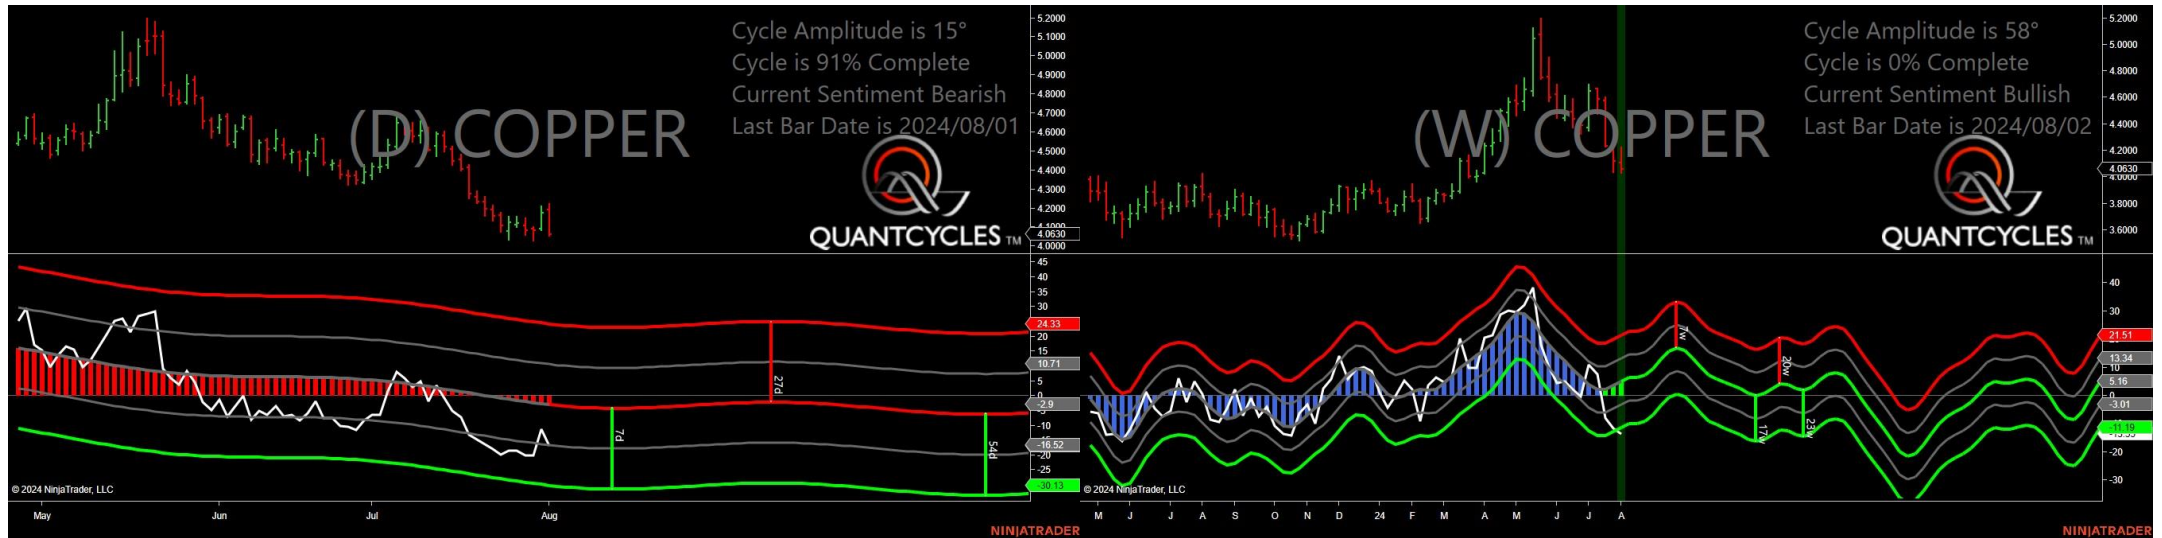 Cycle Amplitude is 15°
Cycle is 91% Complete
Current Sentiment Bearish
Last Bar Date is 2024/08/01
(D) COPPER
QUANTCYCLES TM
5.2000
5.1000
5.0000
4.9000
4.8000
4.7000
4.6000
4.5000
4.4000
4.3000
4.2000
4.0630
4.0000
45
40
35
30
24.33
20
15
10.71
5
0
-2.9
-5
-10
-16.52
-20
-25
-30.13
27d
7d
54d
© 2024 NinjaTrader, LLC
May
Jun
Jul
Aug
NINJATRADER
Cycle Amplitude is 58°
Cycle is 0% Complete
Current Sentiment Bullish
Last Bar Date is 2024/08/02
(W) COPPER
QUANTCYCLES TM
5.2000
5.0000
4.8000
4.6000
4.4000
4.2000
4.0630
4.0000
3.8000
3.6000
40
30
21.51
13.34
10
5.16
0
-3.01
-11.19
-20
-30
7w
20w
17w
23w
© 2024 NinjaTrader, LLC
M
J
J
A
S
O
N
D
24
F
M
A
M
J
J
A
NINJATRADER